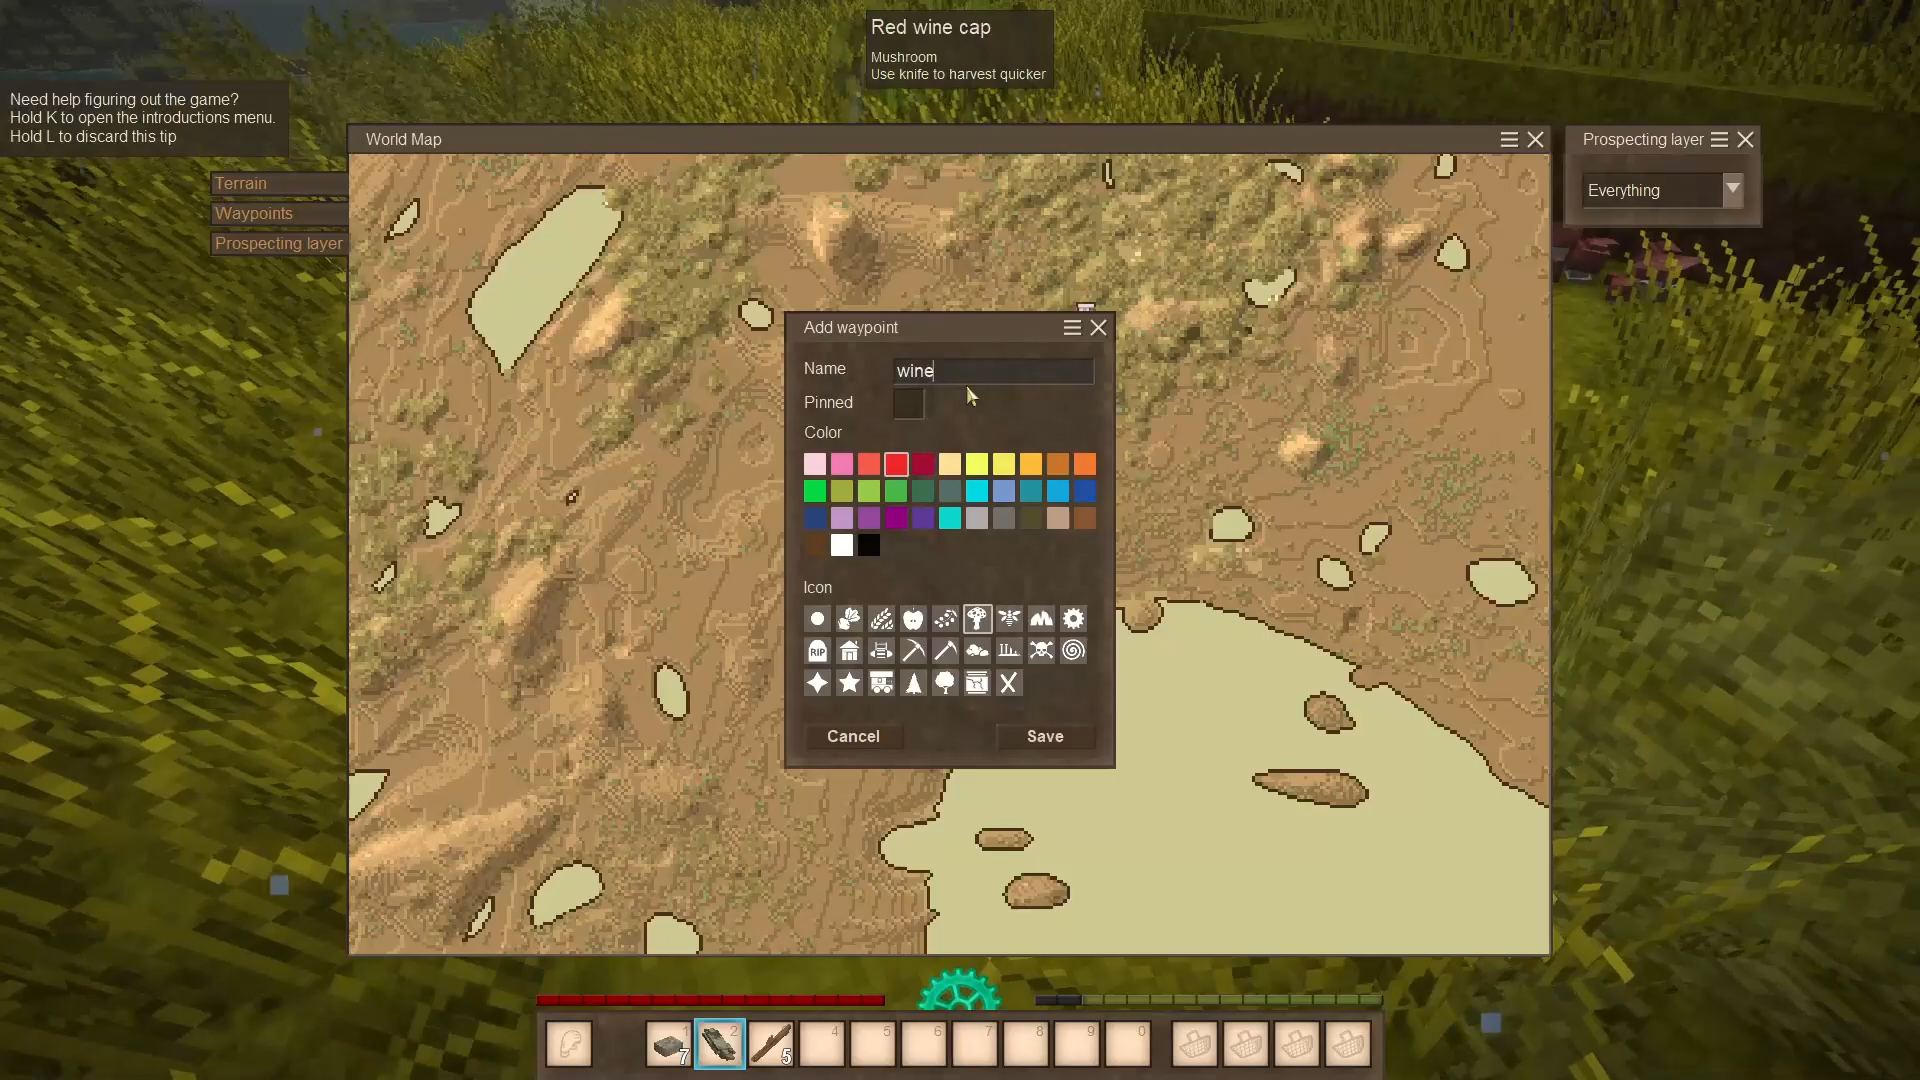 Red wine cap
Mushroom
Use knife to harvest quicker
Need help figuring out the game?
Hold K to open the introductions menu.
Hold L to discard this tip
World Map
Prospecting layer
Everything
Terrain
Waypoints
Prospecting layer
Add waypoint
Name
wine
Pinned
Color
Icon
RIP
Cancel
Save
1
7
2
5
4
5
6
7
8
9
0